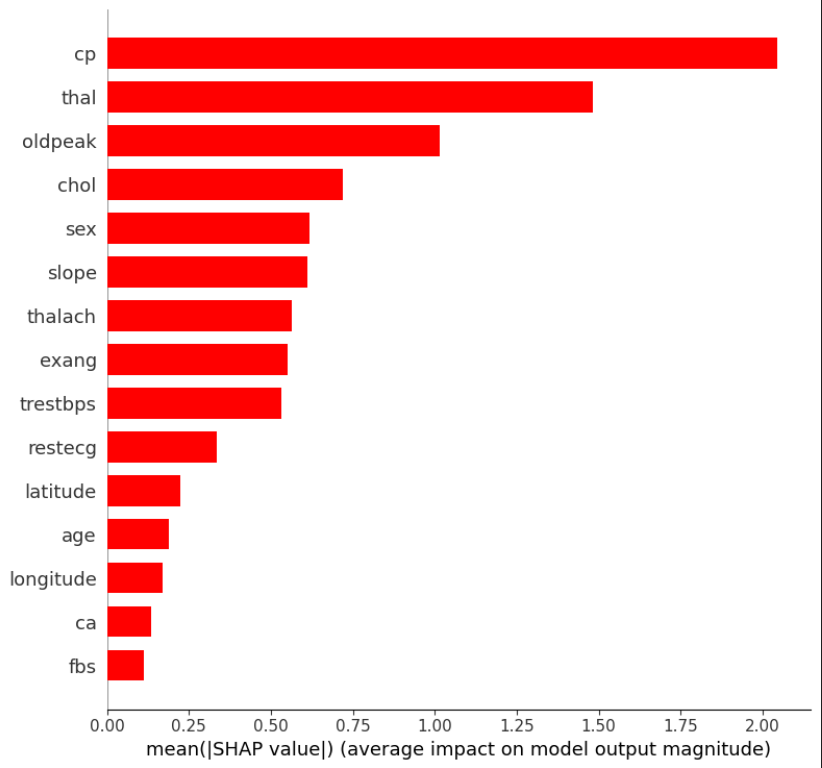 cp
thal
oldpeak
chol
sex
slope
thalach
exang
trestbps
restecg
latitude
age
longitude
ca
fbs
0.00 0.25 0.50 0.75 1.00 1.25 1.50 1.75 2.00
mean(|SHAP value|) (average impact on model output magnitude)